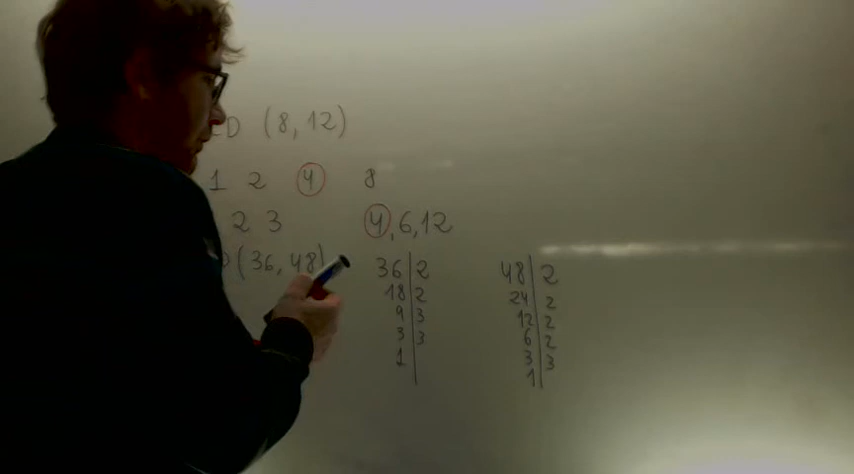 CD (8, 12)
1 2 4 8
2 3 4, 6, 12
D(36, 48)
36 | 2
18 | 2
9 | 3
3 | 3
1 |
48 | 2
24 | 2
12 | 2
6 | 2
3 | 3
1 |